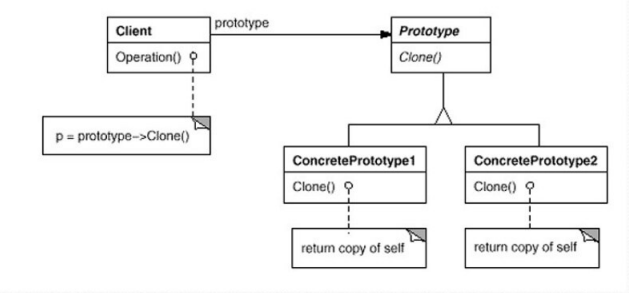 Client
prototype
Prototype
Operation()
Clone()
p = prototype->Clone()
ConcretePrototype1
ConcretePrototype2
Clone()
Clone()
return copy of self
return copy of self